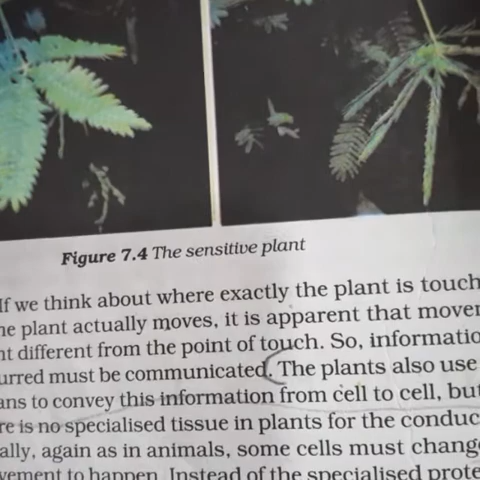 Figure 7.4 The sensitive plant
If we think about where exactly the plant is touch
he plant actually moves, it is apparent that mover
nt different from the point of touch. So, informatio
urred must be communicated. The plants also use
ans to convey this information from cell to cell, but
re is no specialised tissue in plants for the conduc
ally, again as in animals, some cells must change
vement to happen. Instead of the specialised prote